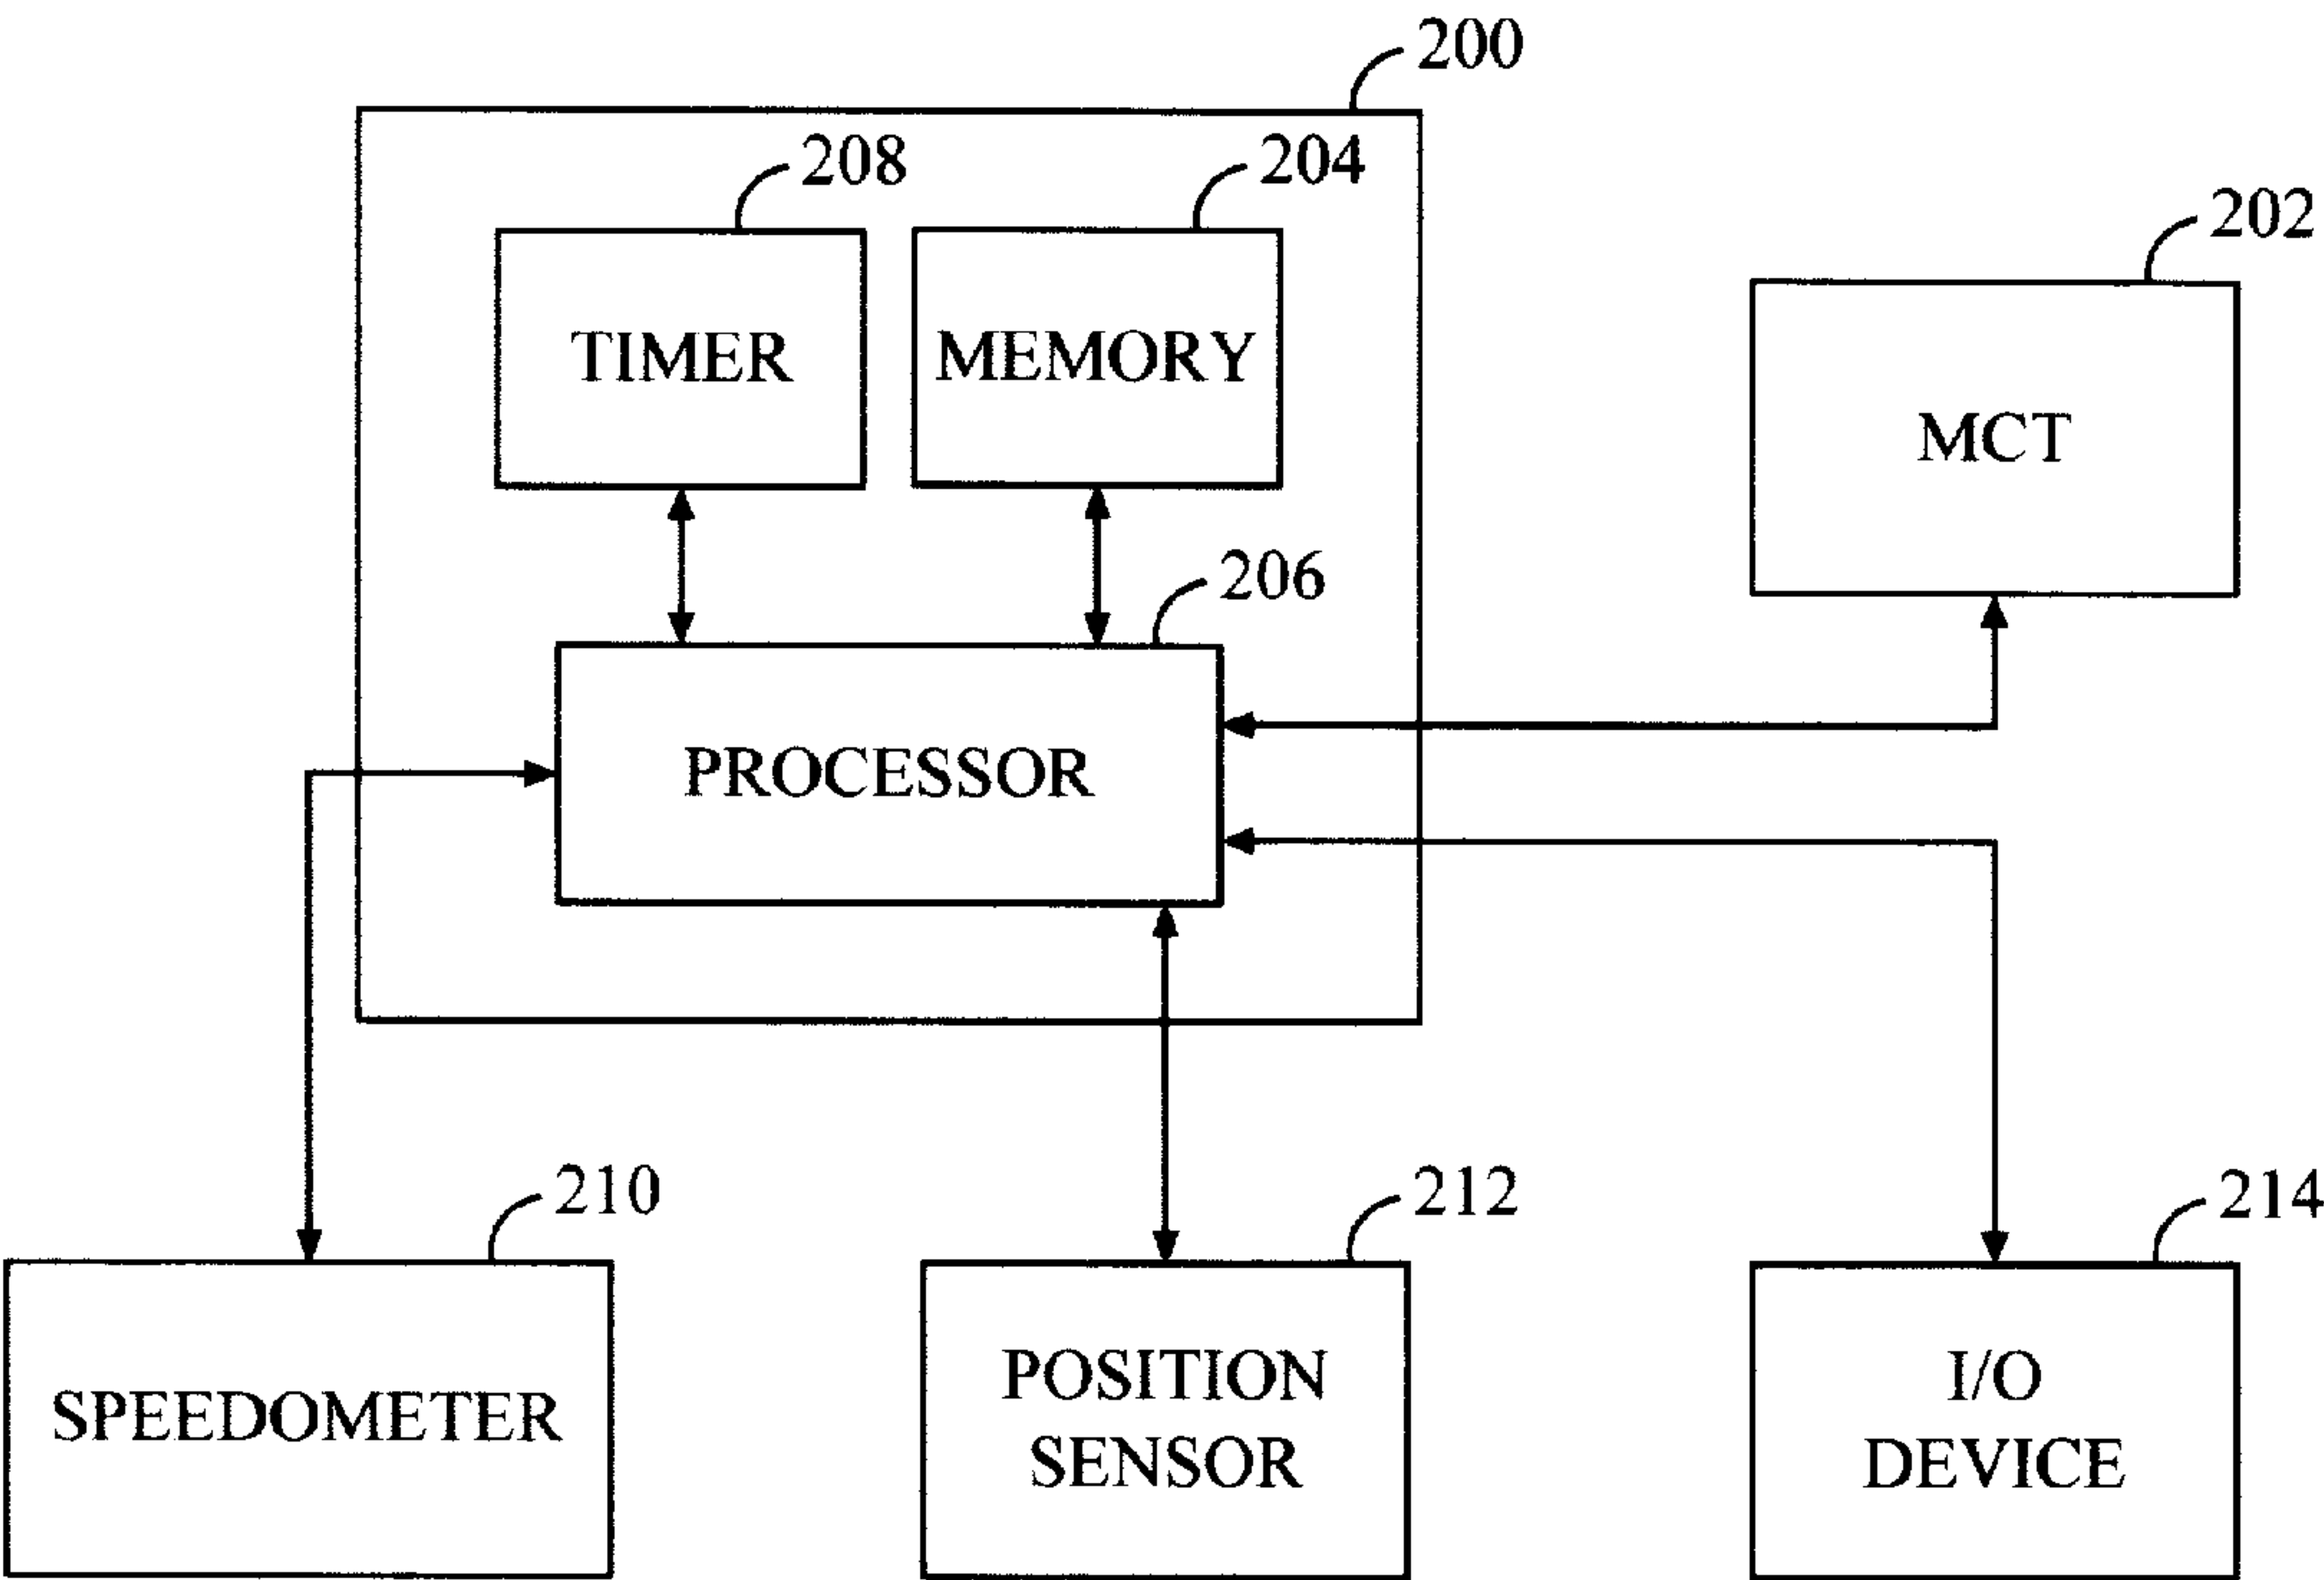 200
208
204
202
TIMER
MEMORY
MCT
206
PROCESSOR
210
212
214
SPEEDOMETER
POSITION
SENSOR
I/O
DEVICE